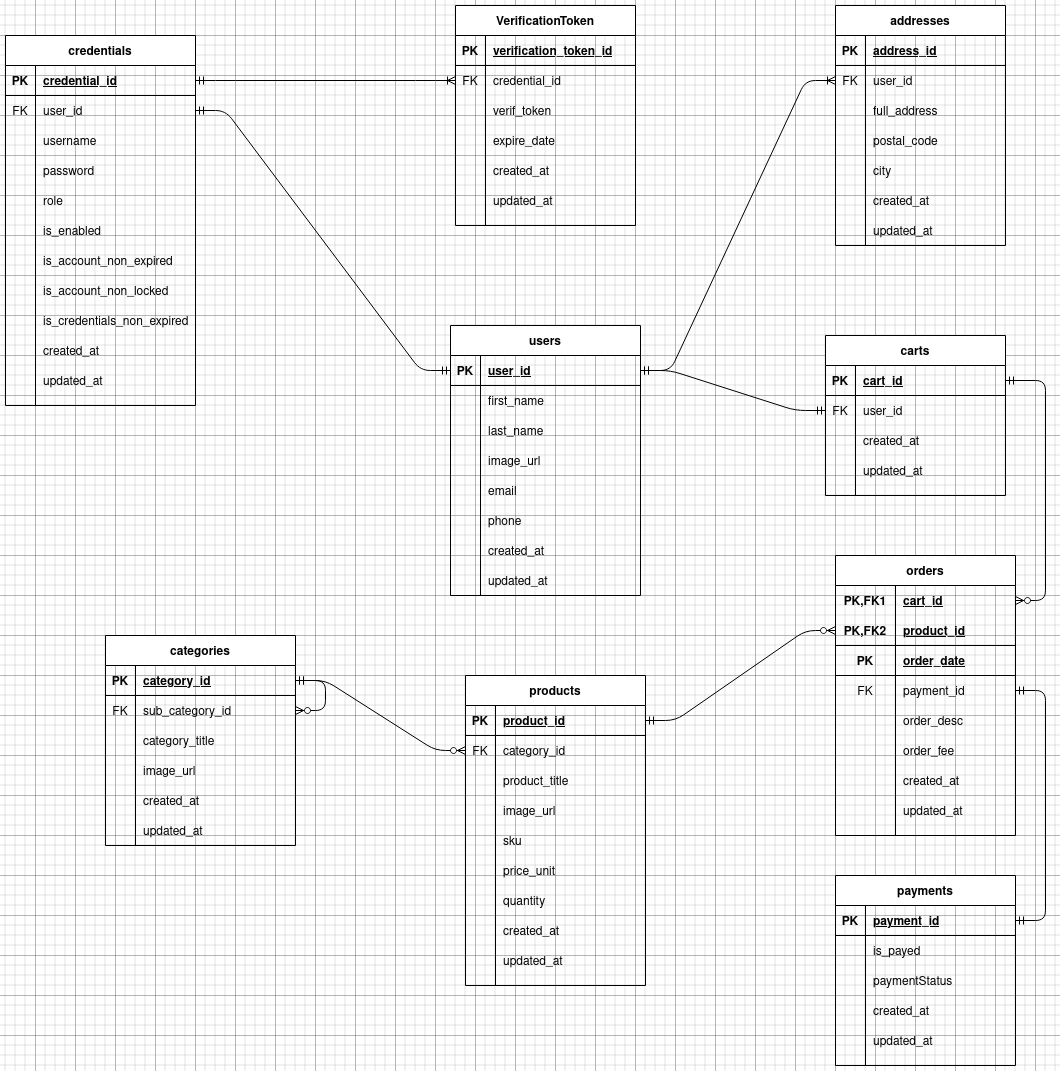 credentials
PK credential_id
FK user_id
username
password
role
is_enabled
is_account_non_expired
is_account_non_locked
is_credentials_non_expired
created_at
updated_at
VerificationToken
PK verification_token_id
FK credential_id
verif_token
expire_date
created_at
updated_at
addresses
PK address_id
FK user_id
full_address
postal_code
city
created_at
updated_at
users
PK user_id
first_name
last_name
image_url
email
phone
created_at
updated_at
carts
PK cart_id
FK user_id
created_at
updated_at
categories
PK category_id
FK sub_category_id
category_title
image_url
created_at
updated_at
products
PK product_id
FK category_id
product_title
image_url
sku
price_unit
quantity
created_at
updated_at
orders
PK,FK1 cart_id
PK,FK2 product_id
PK order_date
FK payment_id
order_desc
order_fee
created_at
updated_at
payments
PK payment_id
is_payed
paymentStatus
created_at
updated_at